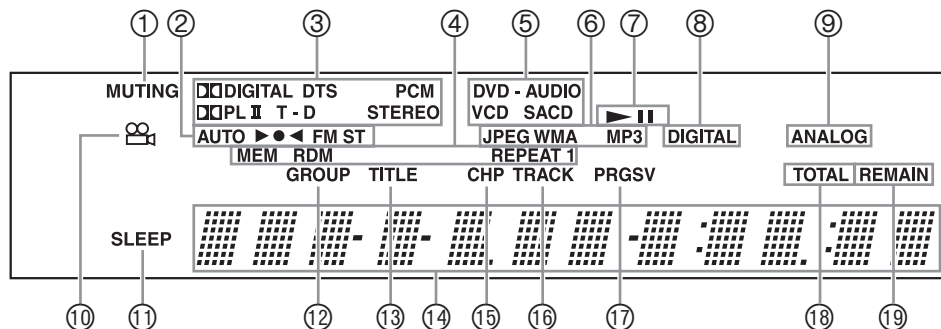 ① ② ③ ④ ⑤ ⑥ ⑦ ⑧ ⑨
MUTING DIGITAL DTS PCM DVD - AUDIO
PL II T - D STEREO VCD SACD
AUTO ►●◄ FM ST JPEG WMA MP3 DIGITAL ANALOG
MEM RDM REPEAT 1
GROUP TITLE CHP TRACK PRGSV TOTAL REMAIN
SLEEP
⑩ ⑪ ⑫ ⑬ ⑭ ⑮ ⑯ ⑰ ⑱ ⑲